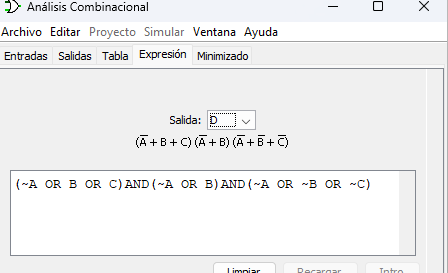 Análisis Combinacional
Archivo Editar Proyecto Simular Ventana Ayuda
Entradas Salidas Tabla Expresión Minimizado
Salida: D
(A̅ + B + C) (A̅ + B) (A̅ + B̅ + C̅)
(~A OR B OR C)AND(~A OR B)AND(~A OR ~B OR ~C)
Limpiar Recargar Intro